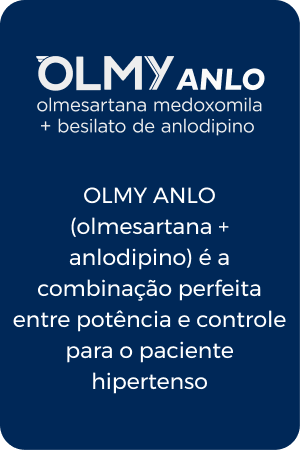 OLMY ANLO
olmesartana medoxomila
+ besilato de anlodipino
OLMY ANLO
(olmesartana +
anlodipino) é a
combinação perfeita
entre potência e controle
para o paciente
hipertenso